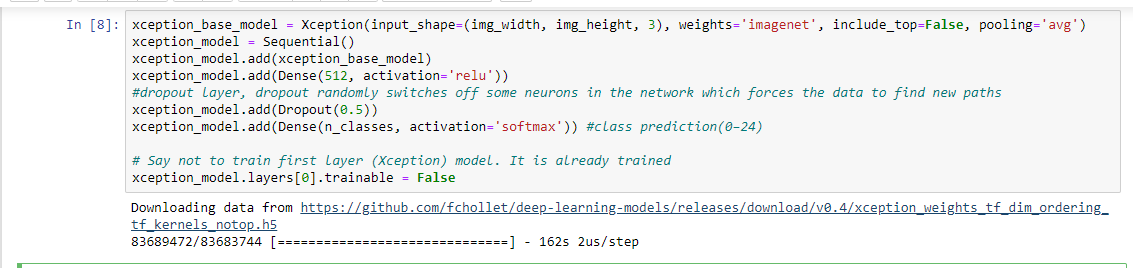 In [8]: xception_base_model = Xception(input_shape=(img_width, img_height, 3), weights='imagenet', include_top=False, pooling='avg')
xception_model = Sequential()
xception_model.add(xception_base_model)
xception_model.add(Dense(512, activation='relu'))
#dropout layer, dropout randomly switches off some neurons in the network which forces the data to find new paths
xception_model.add(Dropout(0.5))
xception_model.add(Dense(n_classes, activation='softmax')) #class prediction(0–24)
# Say not to train first layer (Xception) model. It is already trained
xception_model.layers[0].trainable = False
Downloading data from https://github.com/fchollet/deep-learning-models/releases/download/v0.4/xception_weights_tf_dim_ordering_
tf_kernels_notop.h5
83689472/83683744 [==============================] - 162s 2us/step